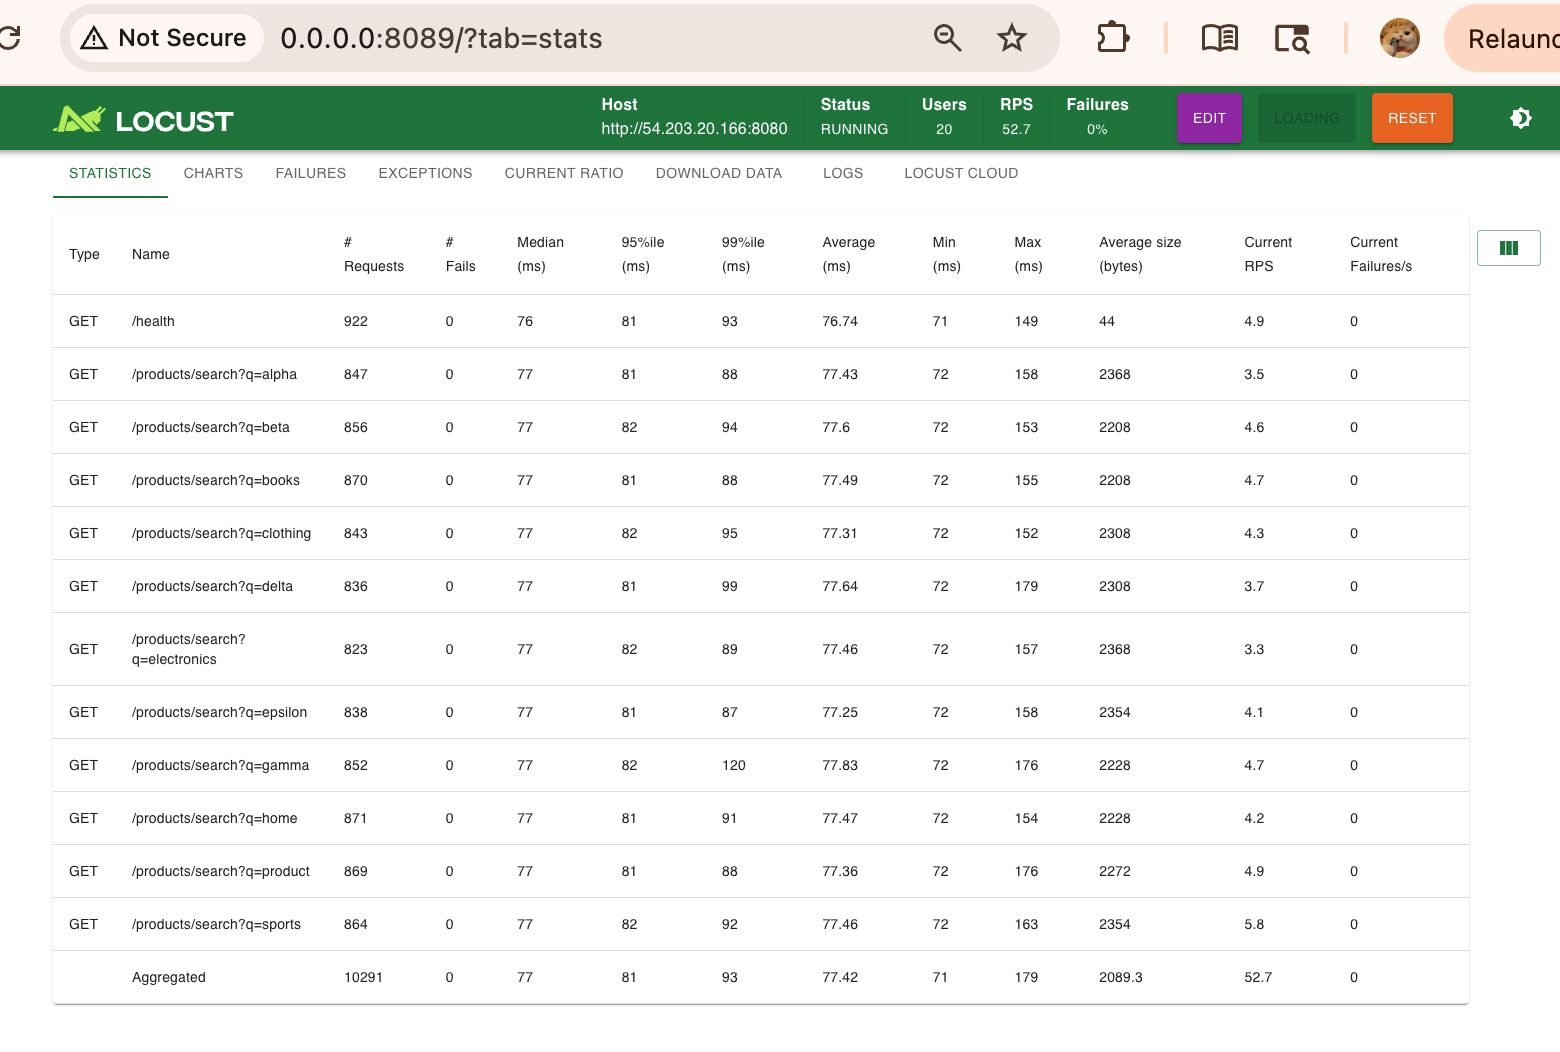 Not Secure 0.0.0.0:8089/?tab=stats Relaunc
LOCUST
Host
http://54.203.20.166:8080
Status
RUNNING
Users
20
RPS
52.7
Failures
0%
EDIT
LOADING
RESET
STATISTICS CHARTS FAILURES EXCEPTIONS CURRENT RATIO DOWNLOAD DATA LOGS LOCUST CLOUD
Type Name # Requests # Fails Median (ms) 95%ile (ms) 99%ile (ms) Average (ms) Min (ms) Max (ms) Average size (bytes) Current RPS Current Failures/s
GET /health 922 0 76 81 93 76.74 71 149 44 4.9 0
GET /products/search?q=alpha 847 0 77 81 88 77.43 72 158 2368 3.5 0
GET /products/search?q=beta 856 0 77 82 94 77.6 72 153 2208 4.6 0
GET /products/search?q=books 870 0 77 81 88 77.49 72 155 2208 4.7 0
GET /products/search?q=clothing 843 0 77 82 95 77.31 72 152 2308 4.3 0
GET /products/search?q=delta 836 0 77 81 99 77.64 72 179 2308 3.7 0
GET /products/search?q=electronics 823 0 77 82 89 77.46 72 157 2368 3.3 0
GET /products/search?q=epsilon 838 0 77 81 87 77.25 72 158 2354 4.1 0
GET /products/search?q=gamma 852 0 77 82 120 77.83 72 176 2228 4.7 0
GET /products/search?q=home 871 0 77 81 91 77.47 72 154 2228 4.2 0
GET /products/search?q=product 869 0 77 81 88 77.36 72 176 2272 4.9 0
GET /products/search?q=sports 864 0 77 82 92 77.46 72 163 2354 5.8 0
Aggregated 10291 0 77 81 93 77.42 71 179 2089.3 52.7 0